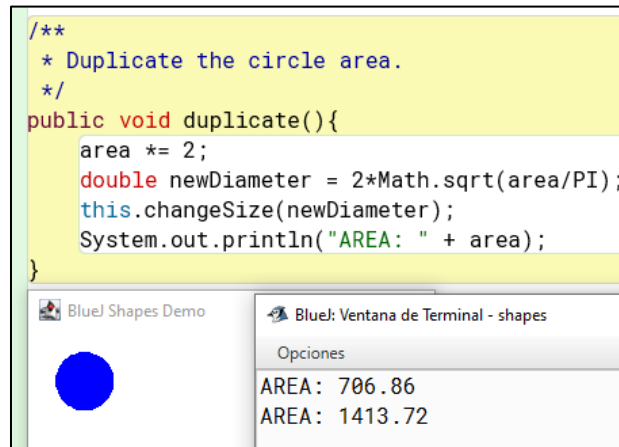 /**
 * Duplicate the circle area.
 */
public void duplicate(){
    area *= 2;
    double newDiameter = 2*Math.sqrt(area/PI);
    this.changeSize(newDiameter);
    System.out.println("AREA: " + area);
}
BlueJ Shapes Demo
BlueJ: Ventana de Terminal - shapes
Opciones
AREA: 706.86
AREA: 1413.72